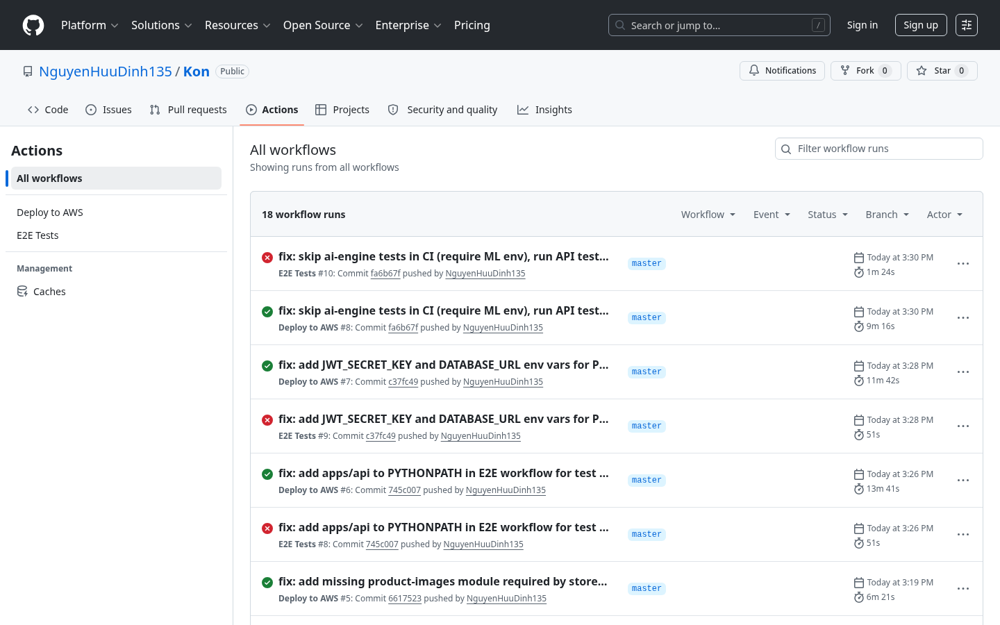 Platform
Solutions
Resources
Open Source
Enterprise
Pricing
Search or jump to...
/
Sign in
Sign up
NguyenHuuDinh135 / Kon
Public
Notifications
Fork 0
Star 0
Code
Issues
Pull requests
Actions
Projects
Security and quality
Insights
Actions
All workflows
Deploy to AWS
E2E Tests
Management
Caches
All workflows
Showing runs from all workflows
Filter workflow runs
18 workflow runs
Workflow
Event
Status
Branch
Actor
fix: skip ai-engine tests in CI (require ML env), run API test...
E2E Tests #10: Commit fa6b67f pushed by NguyenHuuDinh135
master
Today at 3:30 PM
1m 24s
fix: skip ai-engine tests in CI (require ML env), run API test...
Deploy to AWS #8: Commit fa6b67f pushed by NguyenHuuDinh135
master
Today at 3:30 PM
9m 16s
fix: add JWT_SECRET_KEY and DATABASE_URL env vars for P...
Deploy to AWS #7: Commit c37fc49 pushed by NguyenHuuDinh135
master
Today at 3:28 PM
11m 42s
fix: add JWT_SECRET_KEY and DATABASE_URL env vars for P...
E2E Tests #9: Commit c37fc49 pushed by NguyenHuuDinh135
master
Today at 3:28 PM
51s
fix: add apps/api to PYTHONPATH in E2E workflow for test ...
Deploy to AWS #6: Commit 745c007 pushed by NguyenHuuDinh135
master
Today at 3:26 PM
13m 41s
fix: add apps/api to PYTHONPATH in E2E workflow for test ...
E2E Tests #8: Commit 745c007 pushed by NguyenHuuDinh135
master
Today at 3:26 PM
51s
fix: add missing product-images module required by store...
Deploy to AWS #5: Commit 6617523 pushed by NguyenHuuDinh135
master
Today at 3:19 PM
6m 21s